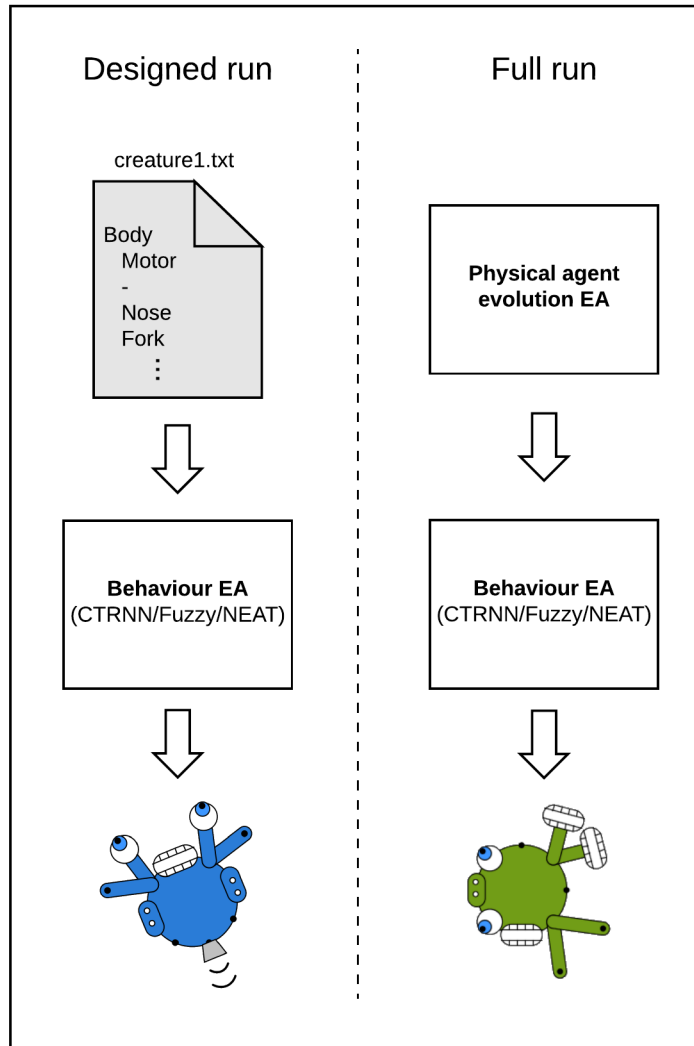 Designed run
creature1.txt
Body
Motor
-
Nose
Fork
⋮
Behaviour EA
(CTRNN/Fuzzy/NEAT)
Full run
Physical agent
evolution EA
Behaviour EA
(CTRNN/Fuzzy/NEAT)